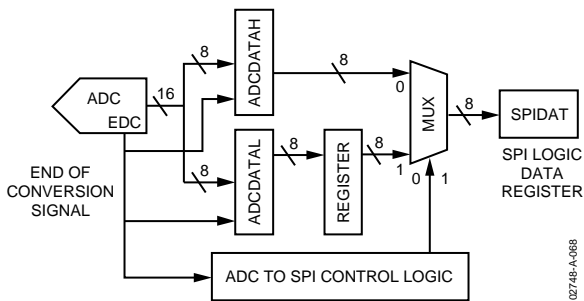 8
ADCDATAH
8
8
0
16
ADC
EDC
MUX
8
SPIDAT
SPI LOGIC
DATA
REGISTER
END OF
CONVERSION
SIGNAL
8
ADCDATAL
8
REGISTER
8
1
0
1
ADC TO SPI CONTROL LOGIC
02748-A-068